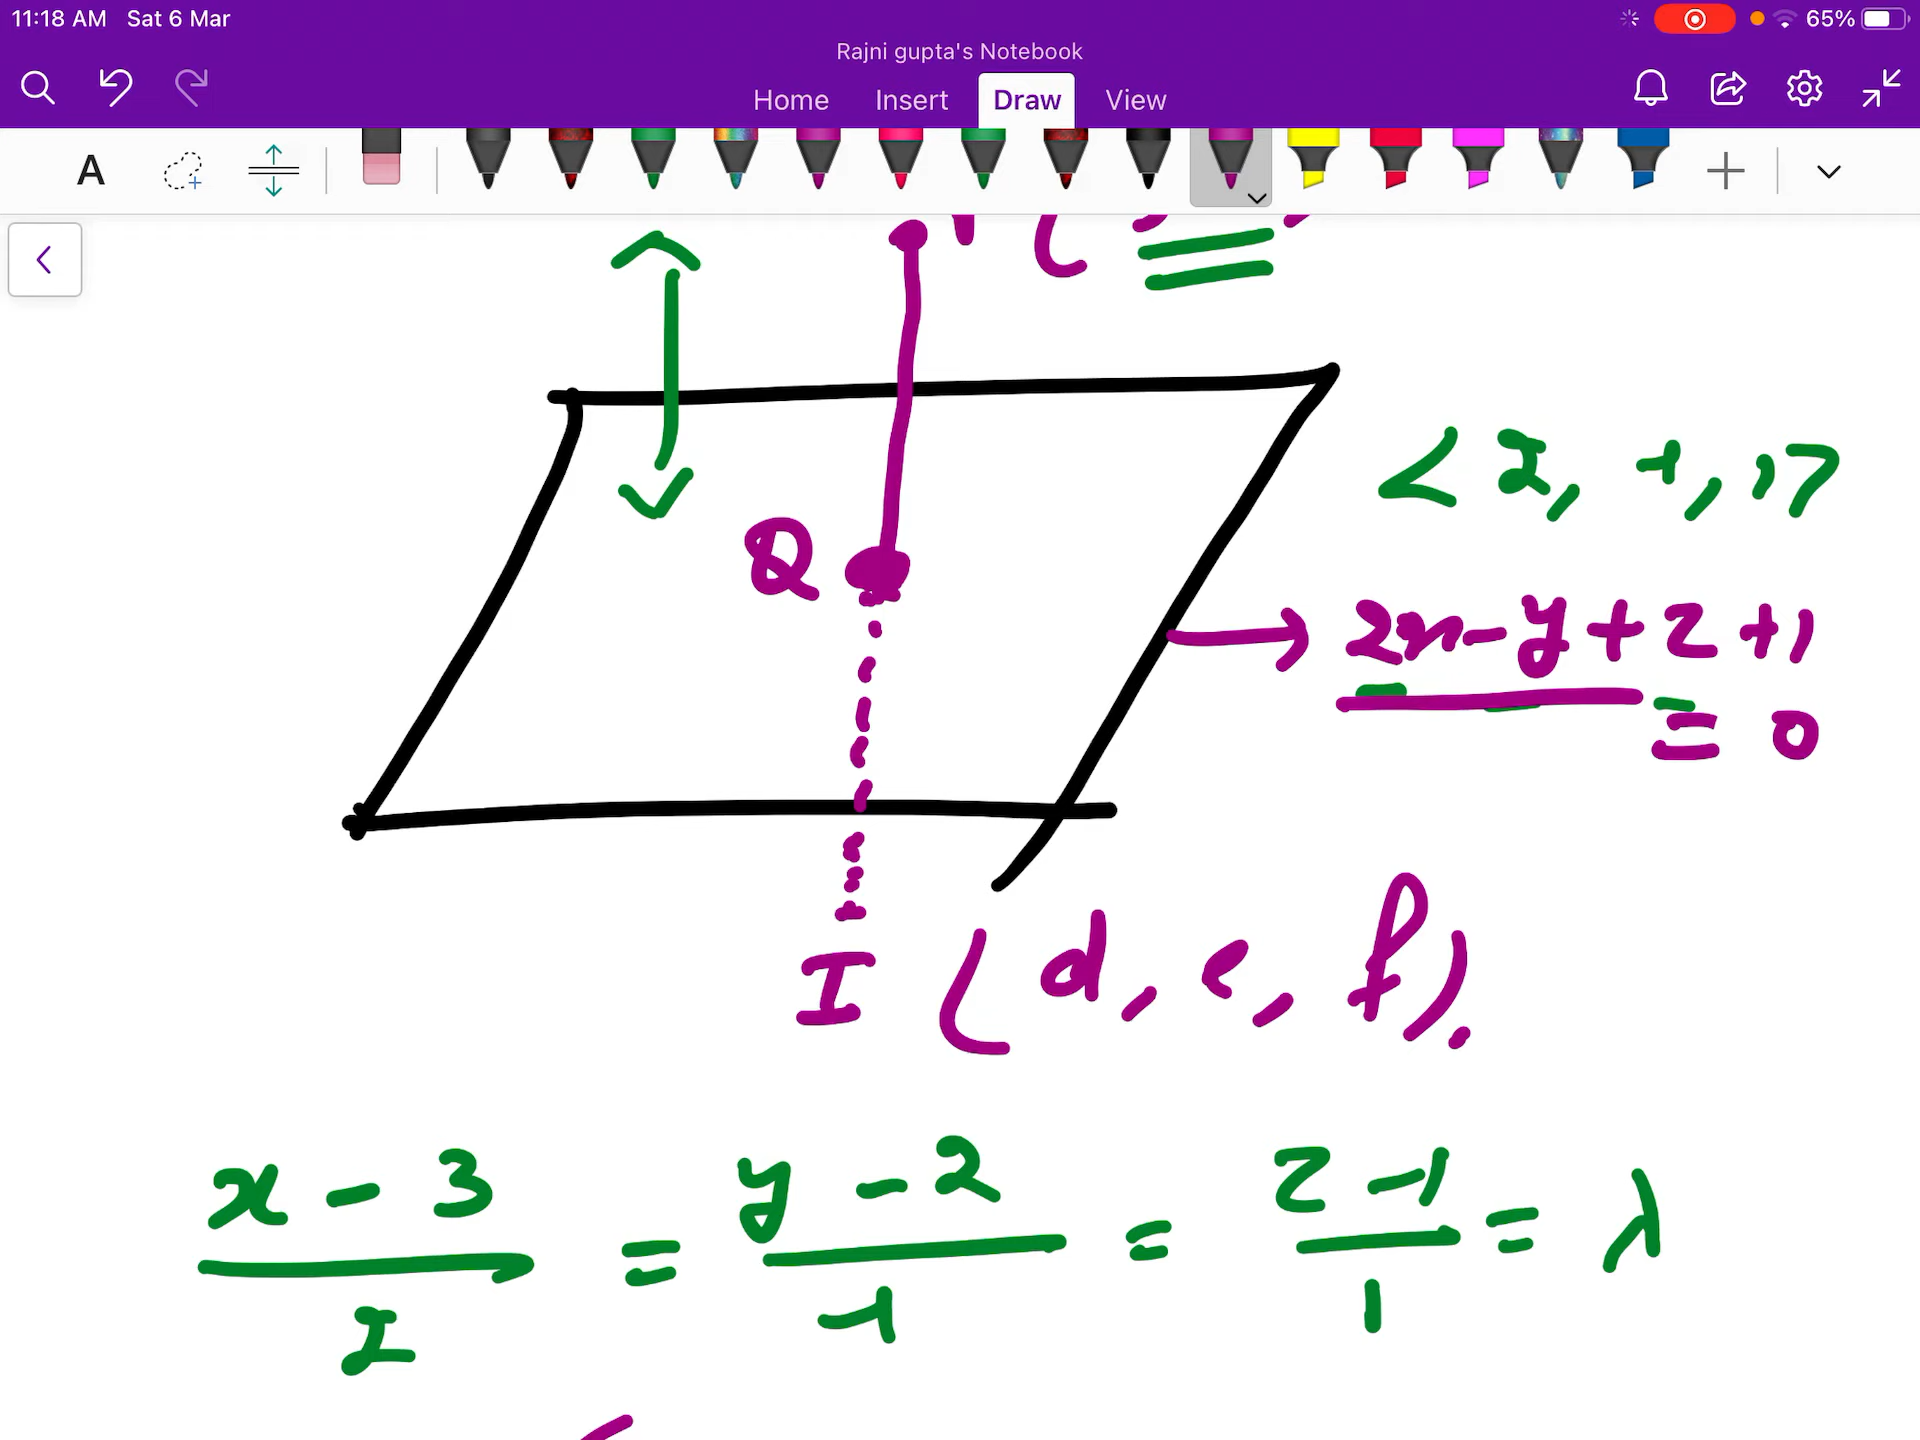 11:18 AM Sat 6 Mar
65%
Rajni gupta's Notebook
Home Insert Draw View
A
(
< 2, -1, 1>
Q
2x-y+z+1
= 0
I (d, e, f).
x - 3 / 2 = y - 2 / -1 = z - 1 / 1 = λ